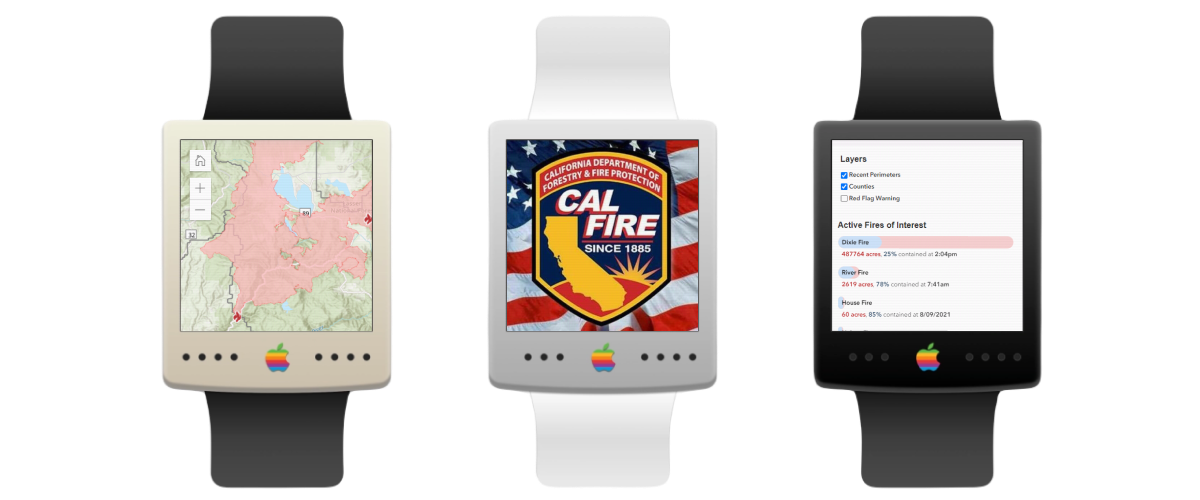 89
32
CALIFORNIA DEPARTMENT OF
FORESTRY & FIRE PROTECTION
CAL
FIRE
SINCE 1885
Layers
Recent Perimeters
Counties
Red Flag Warning
Active Fires of Interest
Dixie Fire
487764 acres, 25% contained at 2:04pm
River Fire
2619 acres, 78% contained at 7:41am
House Fire
60 acres, 85% contained at 8/09/2021